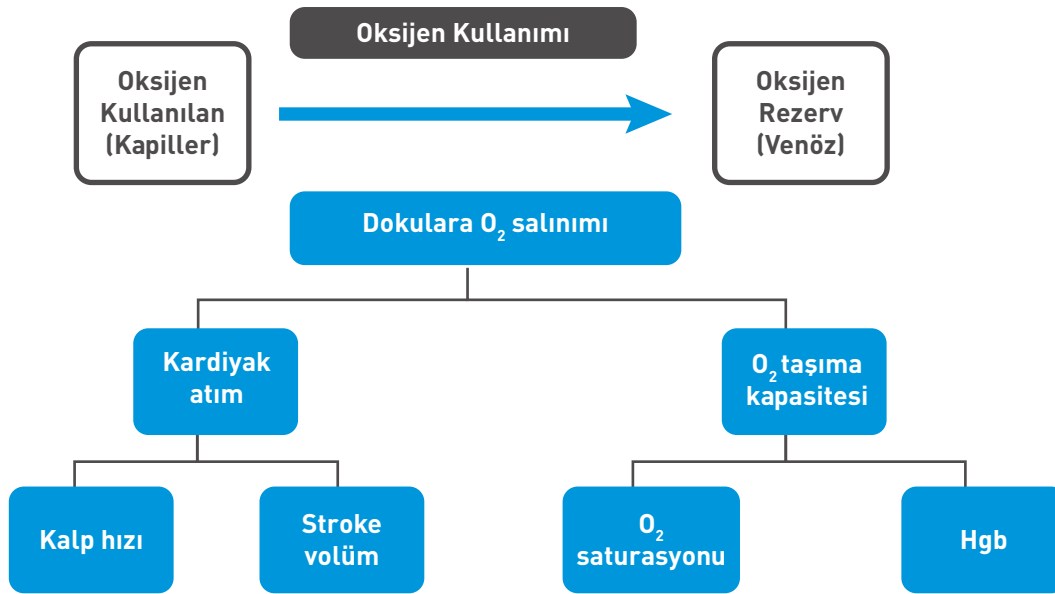 Oksijen Kullanımı
Oksijen
Kullanılan
(Kapiller)
Oksijen
Rezerv
(Venöz)
Dokulara O₂ salınımı
Kardiyak
atım
O₂ taşıma
kapasitesi
Kalp hızı
Stroke
volüm
O₂
saturasyonu
Hgb